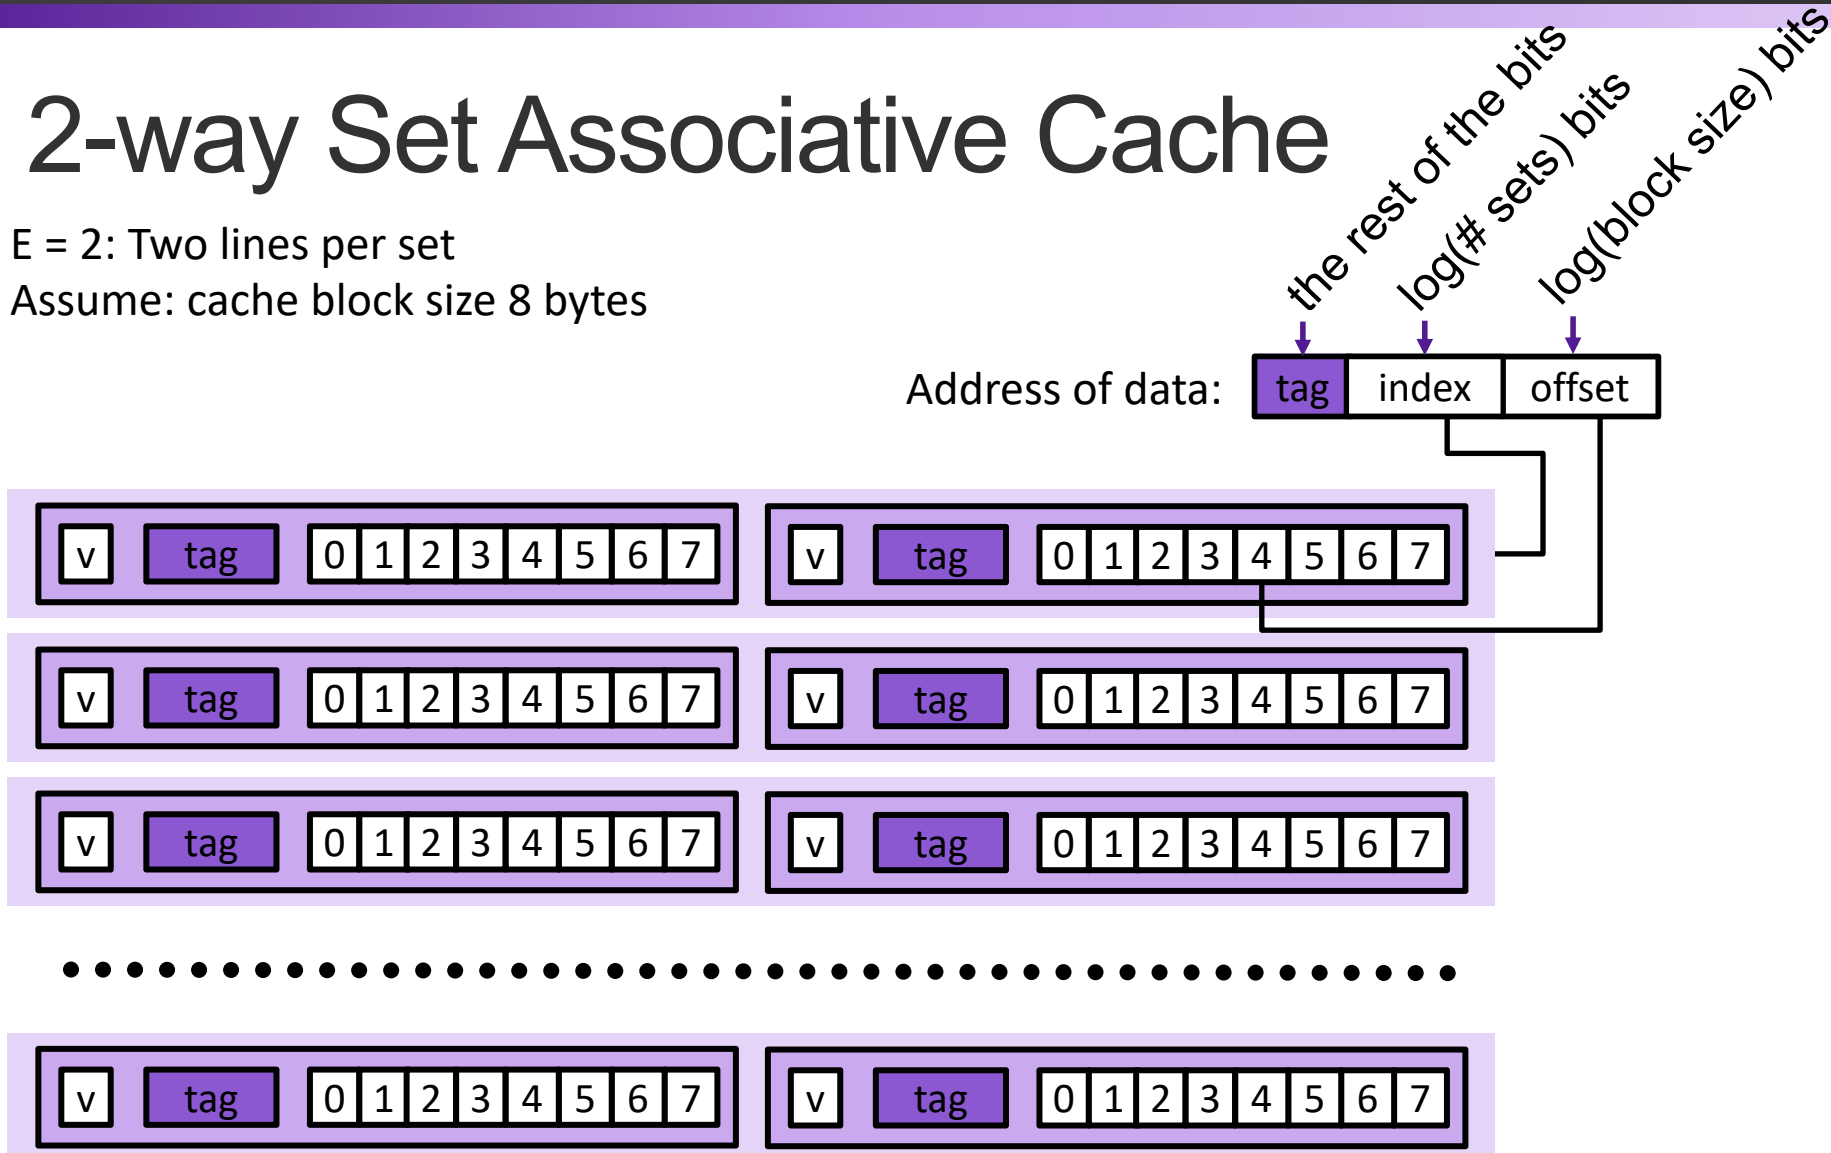 2-way Set Associative Cache
the rest of the bits
log(# sets) bits
log(block size) bits
E = 2: Two lines per set
Assume: cache block size 8 bytes
Address of data: tag index offset
v tag 0 1 2 3 4 5 6 7 v tag 0 1 2 3 4 5 6 7
v tag 0 1 2 3 4 5 6 7 v tag 0 1 2 3 4 5 6 7
v tag 0 1 2 3 4 5 6 7 v tag 0 1 2 3 4 5 6 7
v tag 0 1 2 3 4 5 6 7 v tag 0 1 2 3 4 5 6 7